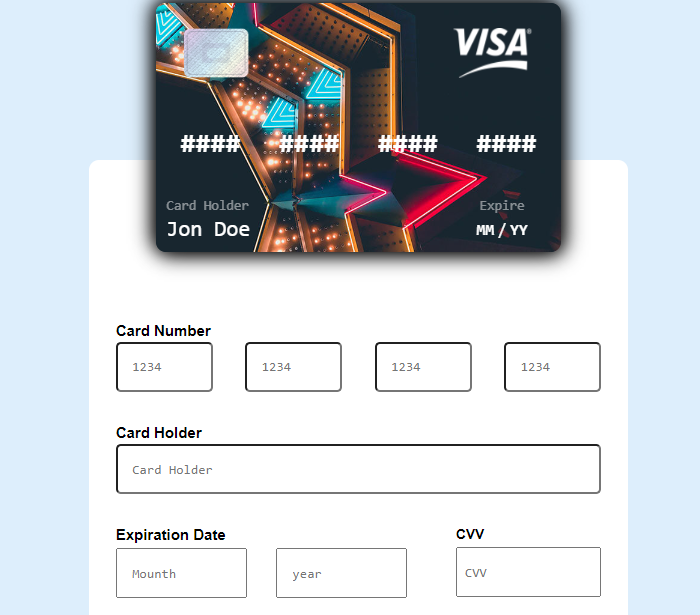 VISA
#### #### #### ####
Card Holder Expire
Jon Doe MM / YY
Card Number
1234 1234 1234 1234
Card Holder
Card Holder
Expiration Date CVV
Mounth year CVV